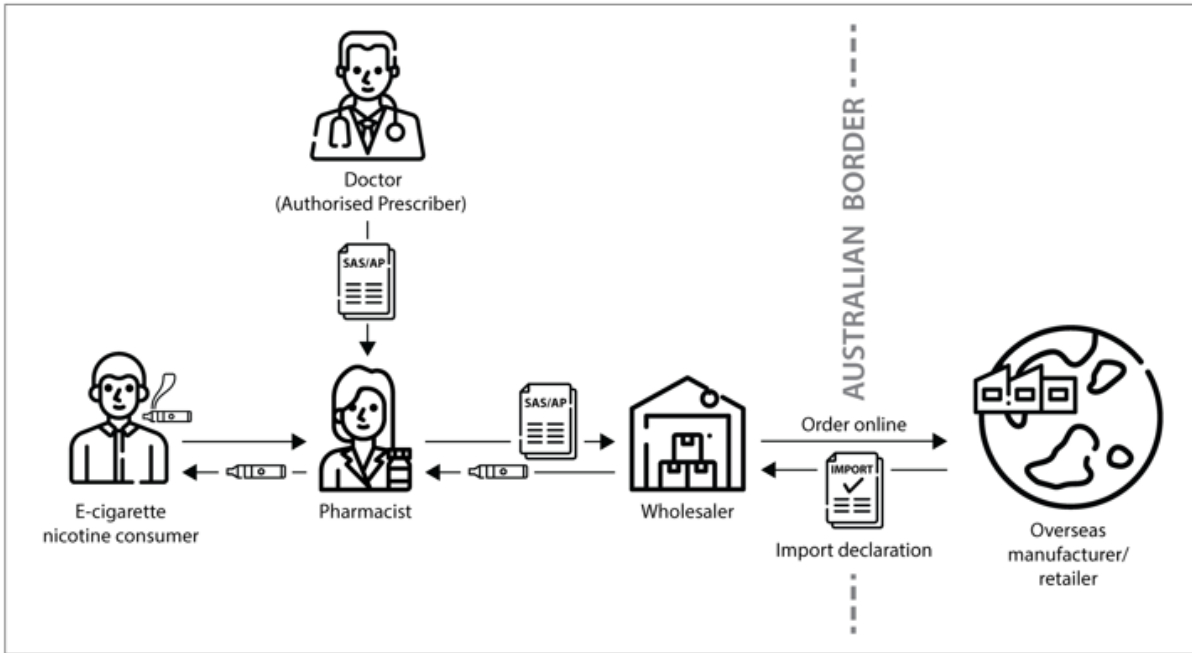 Doctor
(Authorised Prescriber)
SAS/AP
AUSTRALIAN BORDER
SAS/AP
Order online
IMPORT
Import declaration
E-cigarette
nicotine consumer
Pharmacist
Wholesaler
Overseas
manufacturer/
retailer